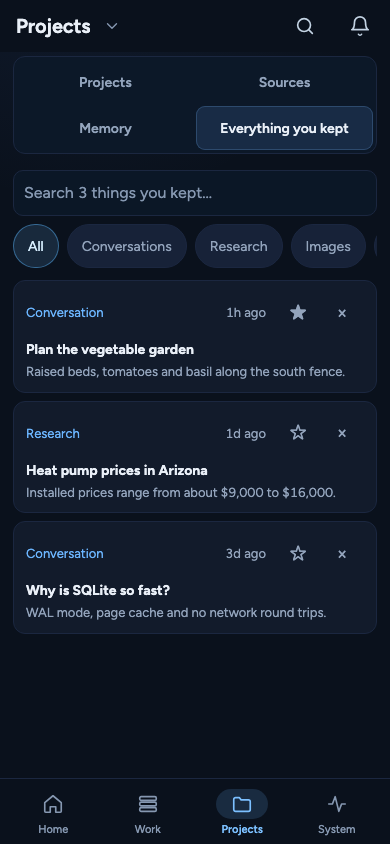 Projects
Projects
Sources
Memory
Everything you kept
Search 3 things you kept...
All
Conversations
Research
Images
Conversation
1h ago
Plan the vegetable garden
Raised beds, tomatoes and basil along the south fence.
Research
1d ago
Heat pump prices in Arizona
Installed prices range from about $9,000 to $16,000.
Conversation
3d ago
Why is SQLite so fast?
WAL mode, page cache and no network round trips.
Home
Work
Projects
System